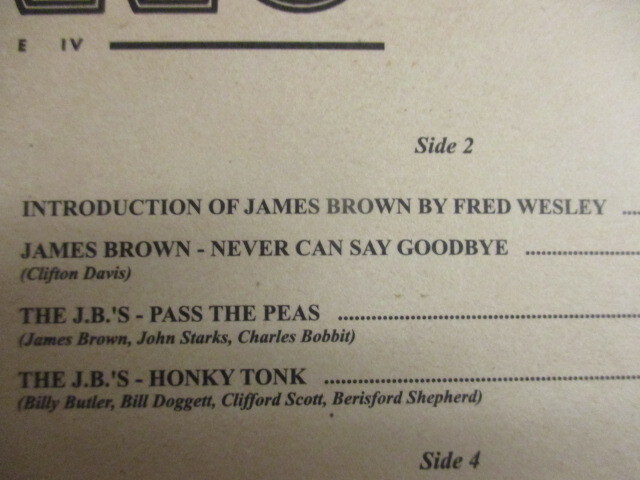 E IV
Side 2
INTRODUCTION OF JAMES BROWN BY FRED WESLEY ....
JAMES BROWN - NEVER CAN SAY GOODBYE ........................
(Clifton Davis)
THE J.B.'S - PASS THE PEAS ................................................................
(James Brown, John Starks, Charles Bobbit)
THE J.B.'S - HONKY TONK ..................................................................
(Billy Butler, Bill Doggett, Clifford Scott, Berisford Shepherd)
Side 4